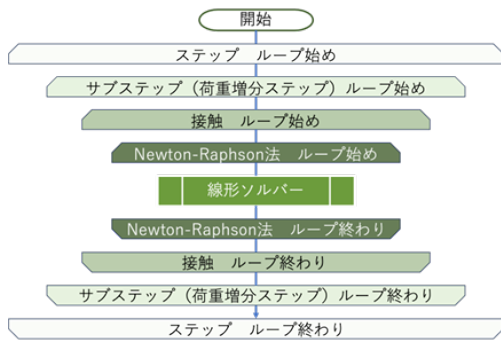 開始
ステップ　ループ始め
サブステップ（荷重増分ステップ）ループ始め
接触　ループ始め
Newton-Raphson法　ループ始め
線形ソルバー
Newton-Raphson法　ループ終わり
接触　ループ終わり
サブステップ（荷重増分ステップ）ループ終わり
ステップ　ループ終わり